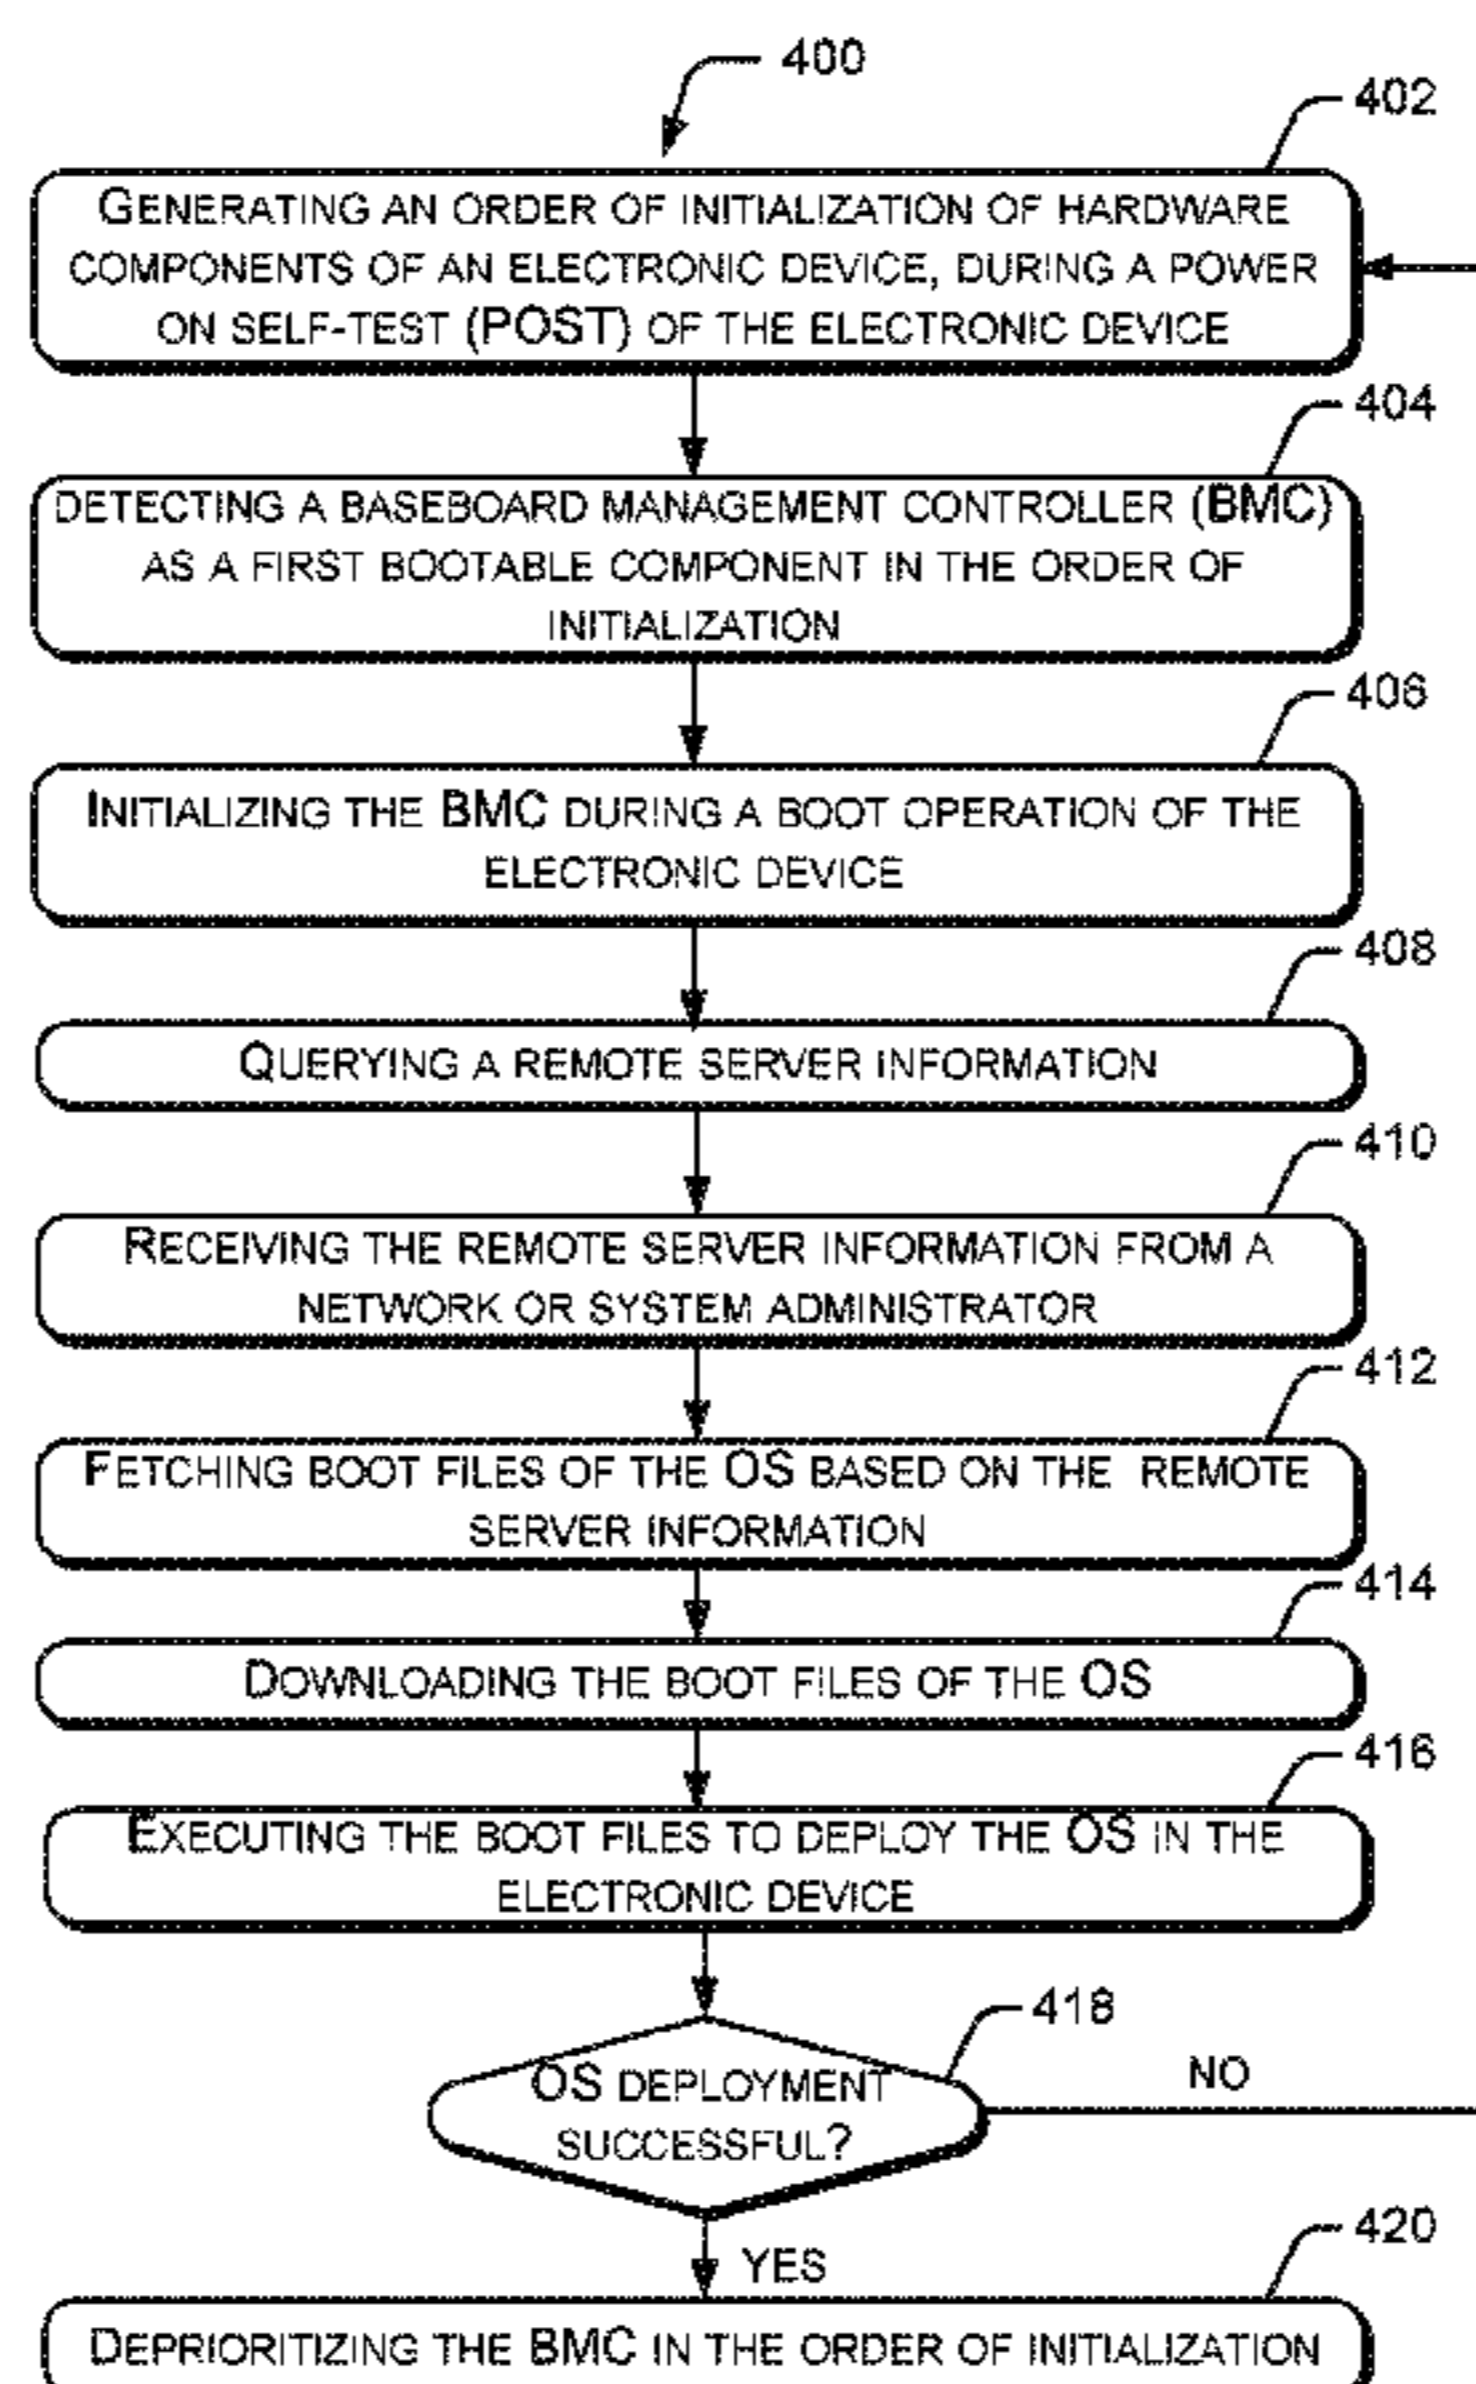 400
402
GENERATING AN ORDER OF INITIALIZATION OF HARDWARE
COMPONENTS OF AN ELECTRONIC DEVICE, DURING A POWER
ON SELF-TEST (POST) OF THE ELECTRONIC DEVICE
404
DETECTING A BASEBOARD MANAGEMENT CONTROLLER (BMC)
AS A FIRST BOOTABLE COMPONENT IN THE ORDER OF
INITIALIZATION
406
INITIALIZING THE BMC DURING A BOOT OPERATION OF THE
ELECTRONIC DEVICE
408
QUERYING A REMOTE SERVER INFORMATION
410
RECEIVING THE REMOTE SERVER INFORMATION FROM A
NETWORK OR SYSTEM ADMINISTRATOR
412
FETCHING BOOT FILES OF THE OS BASED ON THE REMOTE
SERVER INFORMATION
414
DOWNLOADING THE BOOT FILES OF THE OS
416
EXECUTING THE BOOT FILES TO DEPLOY THE OS IN THE
ELECTRONIC DEVICE
418
OS DEPLOYMENT
SUCCESSFUL?
NO
YES
420
DEPRIORITIZING THE BMC IN THE ORDER OF INITIALIZATION